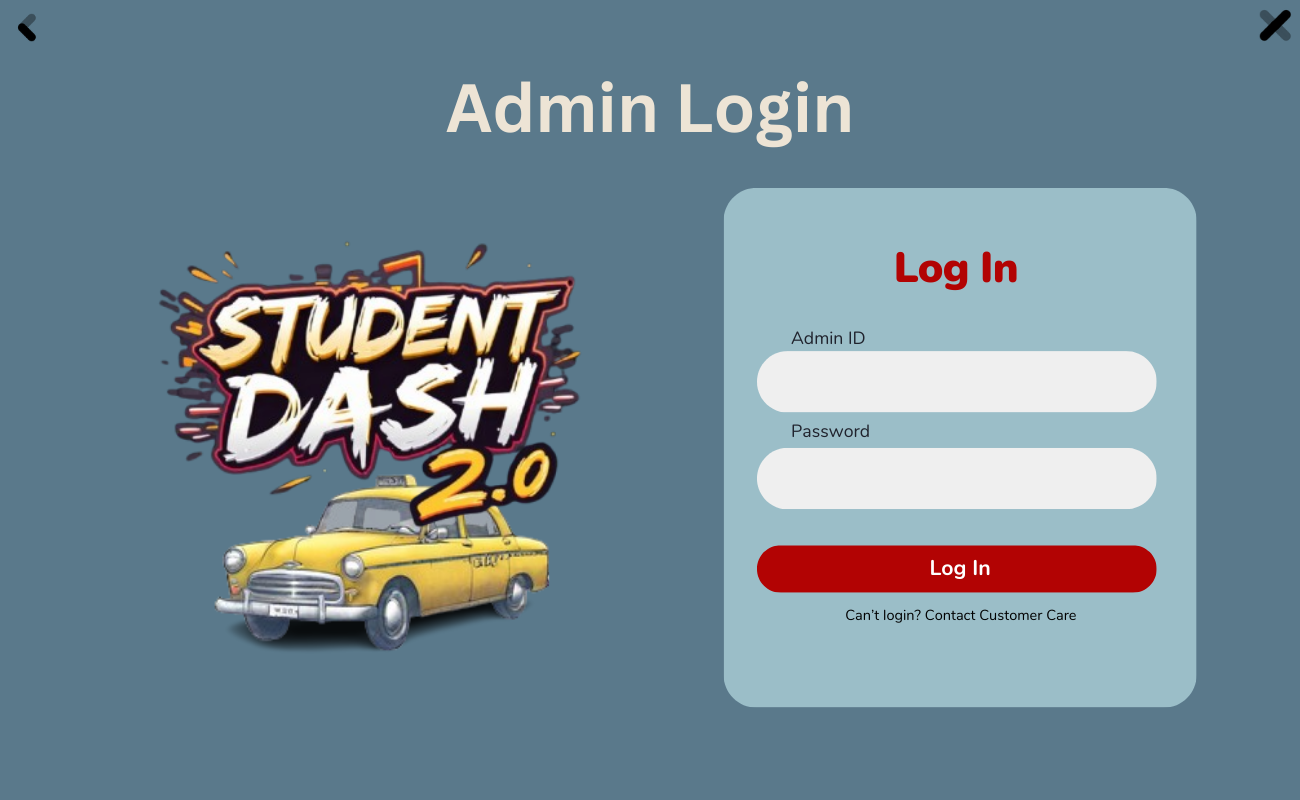 Admin Login
STUDENT
DASH
2.0
Log In
Admin ID
Password
Log In
Can't login? Contact Customer Care